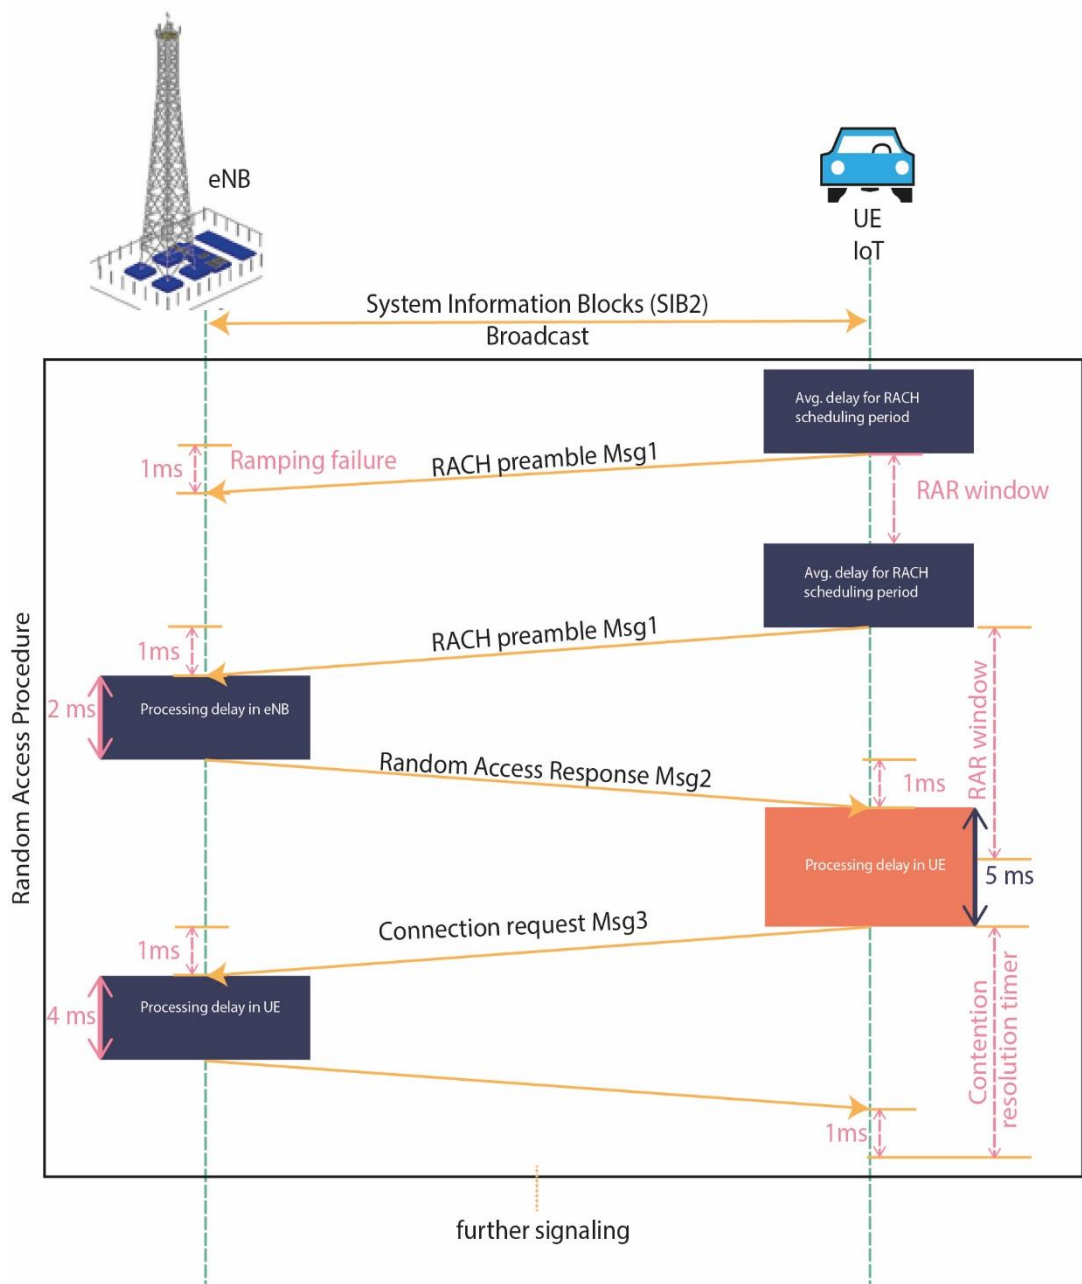 eNB
UE
IoT
System Information Blocks (SIB2)
Broadcast
Avg. delay for RACH
scheduling period
1ms
Ramping failure
RACH preamble Msg1
RAR window
Avg. delay for RACH
scheduling period
Random Access Procedure
1ms
RACH preamble Msg1
2 ms
Processing delay in eNB
Random Access Response Msg2
1ms
RAR window
Processing delay in UE
5 ms
1ms
Connection request Msg3
4 ms
Processing delay in UE
Contention
resolution timer
1ms
further signaling